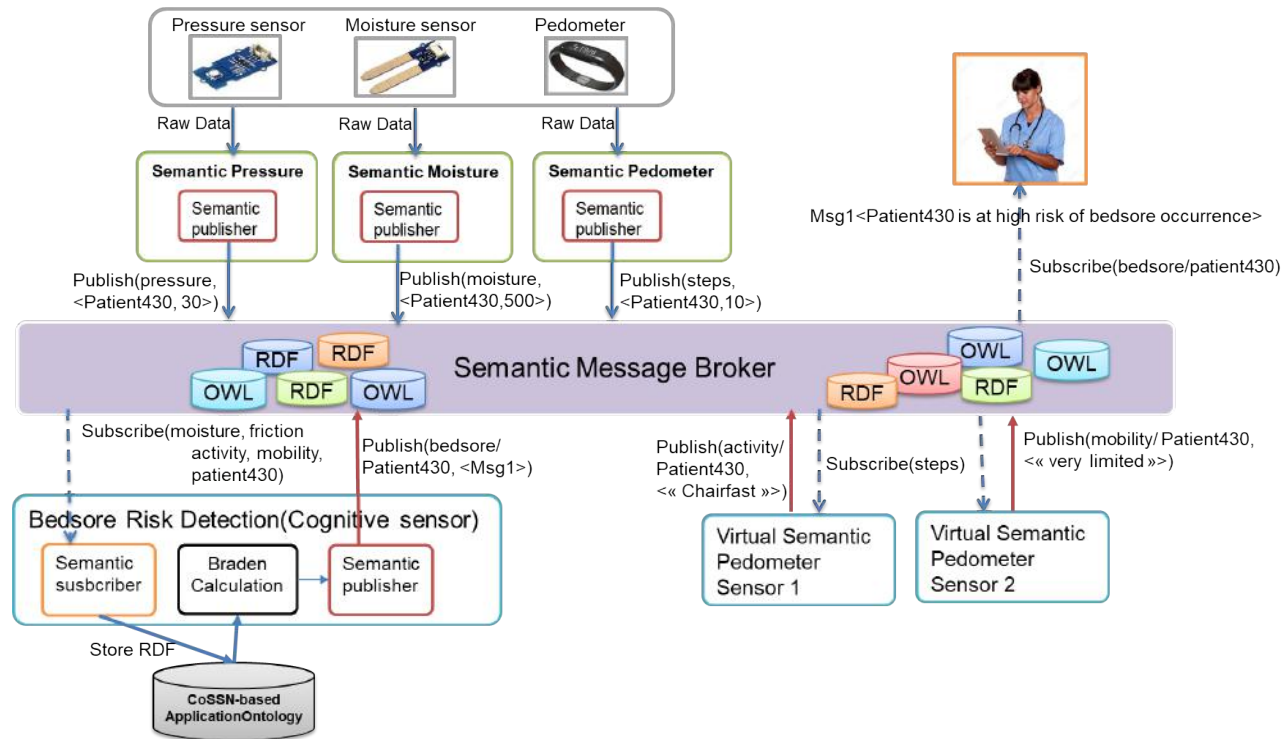 Pressure sensor
Moisture sensor
Pedometer
Raw Data
Raw Data
Raw Data
Semantic Pressure
Semantic publisher
Semantic Moisture
Semantic publisher
Semantic Pedometer
Semantic publisher
Publish(pressure,
<Patient430, 30>)
Publish(moisture,
<Patient430,500>)
Publish(steps,
<Patient430,10>)
Msg1<Patient430 is at high risk of bedsore occurrence>
Subscribe(bedsore/patient430)
Semantic Message Broker
RDF
RDF
OWL
RDF
OWL
OWL
OWL
OWL
RDF
RDF
Subscribe(moisture, friction
activity, mobility,
patient430)
Publish(bedsore/
Patient430, <Msg1>)
Publish(activity/
Patient430,
<« Chairfast »>)
Subscribe(steps)
Publish(mobility/ Patient430,
<« very limited »>)
Bedsore Risk Detection(Cognitive sensor)
Semantic
susbcriber
Braden
Calculation
Semantic
publisher
Virtual Semantic
Pedometer
Sensor 1
Virtual Semantic
Pedometer
Sensor 2
Store RDF
CoSSN-based
ApplicationOntology